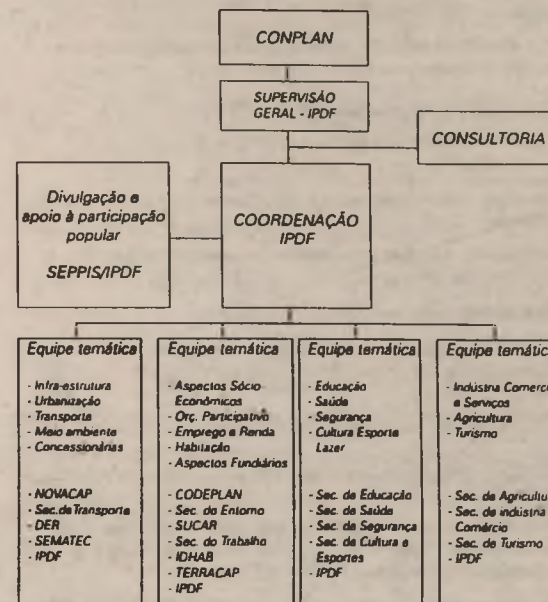 CONPLAN
SUPERVISÃO
GERAL - IPDF
CONSULTORIA
Divulgação e
apoio à participação
popular
SEPPIS/IPDF
COORDENAÇÃO
IPDF
Equipe temática
- Infra-estrutura
- Urbanização
- Transporte
- Meio ambiente
- Concessionárias
- NOVACAP
- Sec. de Transporte
- DER
- SEMATEC
- IPDF
Equipe temática
- Aspectos Sócio
Econômicos
- Orç. Participativo
- Emprego e Renda
- Habitação
- Aspectos Fundiários
- CODEPLAN
- Sec. do Entorno
- SUCAR
- Sec. do Trabalho
- IDHAB
- TERRACAP
- IPDF
Equipe temática
- Educação
- Saúde
- Segurança
- Cultura Esporte
Lazer
- Sec. de Educação
- Sec. de Saúde
- Sec. de Segurança
- Sec. de Cultura e
Esportes
- IPDF
Equipe temátic
- Indústria Comérc
e Serviços
- Agricultura
- Turismo
- Sec. de Agricultu
- Sec. de indústria
Comércio
- Sec. de Turismo
- IPDF